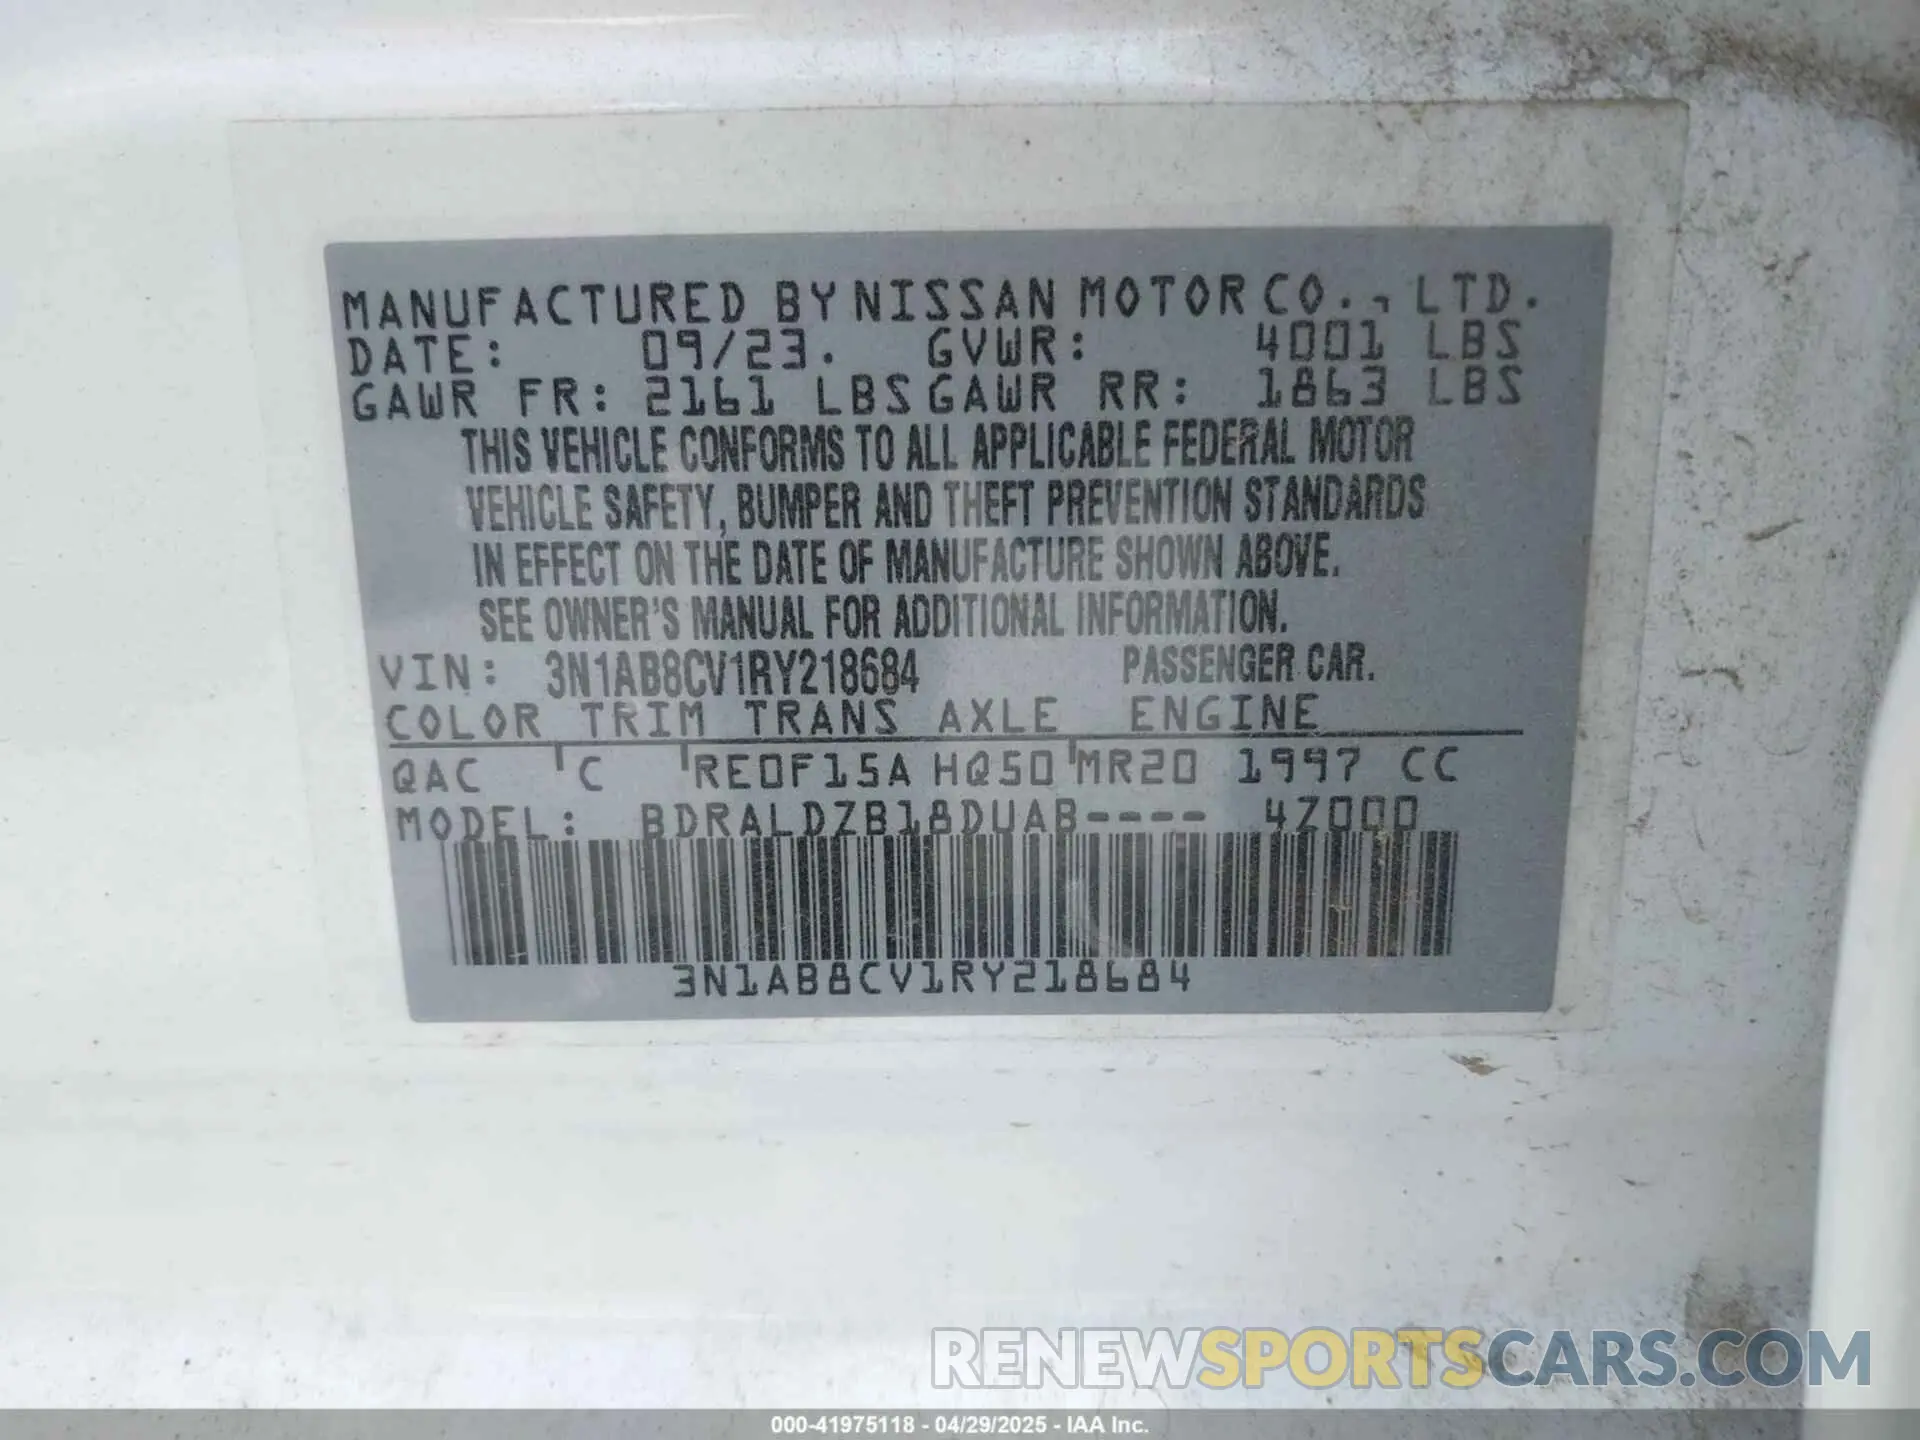 MANUFACTURED BY NISSAN MOTOR CO., LTD.
DATE: 09/23. GVWR: 4001 LBS
GAWR FR: 2161 LBS GAWR RR: 1863 LBS
THIS VEHICLE CONFORMS TO ALL APPLICABLE FEDERAL MOTOR
VEHICLE SAFETY, BUMPER AND THEFT PREVENTION STANDARDS
IN EFFECT ON THE DATE OF MANUFACTURE SHOWN ABOVE.
SEE OWNER'S MANUAL FOR ADDITIONAL INFORMATION.
VIN: 3N1AB8CV1RY218684 PASSENGER CAR.
COLOR TRIM TRANS AXLE ENGINE
QAC C RE0F15A HQ50 MR20 1997 CC
MODEL: BDRALDZB18DUAB---- 4Z000
3N1AB8CV1RY218684
RENEWSPORTSCARS.COM
000-41975118 - 04/29/2025 - IAA Inc.